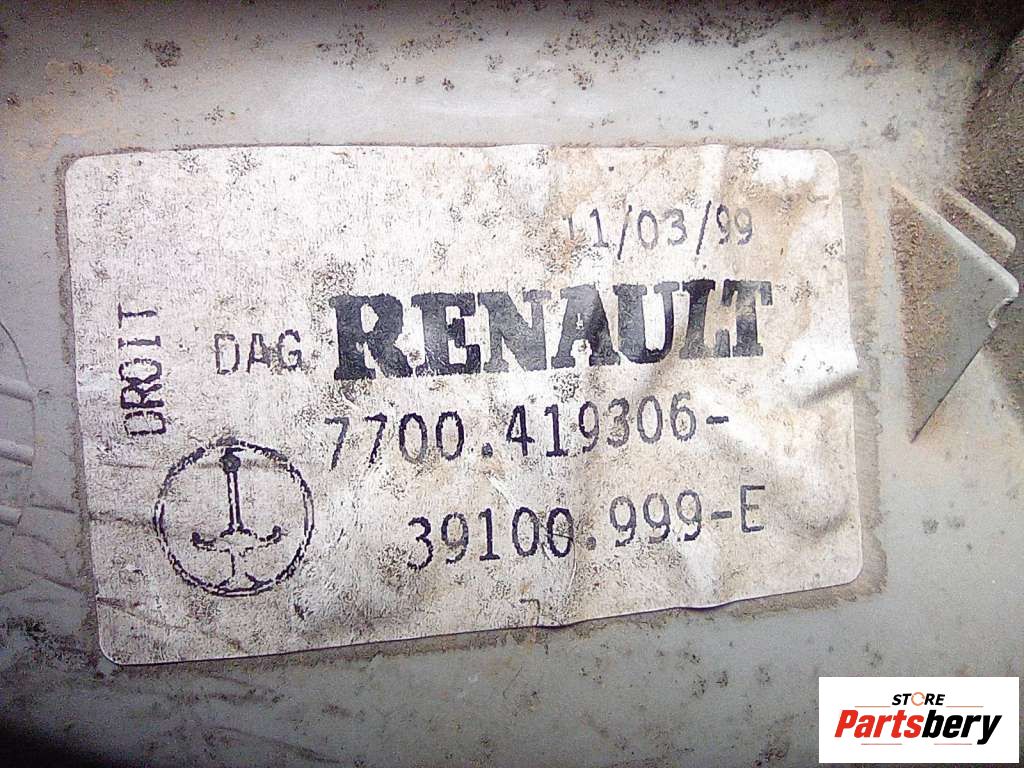 11/03/99
DROIT
DAG RENAULT
7700.419306-
39100.999-E
STORE
Partsbery